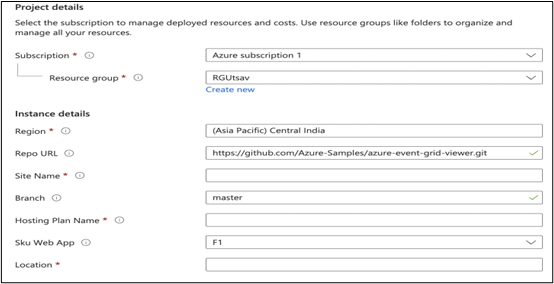 Project details
Select the subscription to manage deployed resources and costs. Use resource groups like folders to organize and
manage all your resources.
Subscription * Azure subscription 1
Resource group * RGUtsav
Create new
Instance details
Region * (Asia Pacific) Central India
Repo URL https://github.com/Azure-Samples/azure-event-grid-viewer.git
Site Name *
Branch master
Hosting Plan Name *
Sku Web App F1
Location *